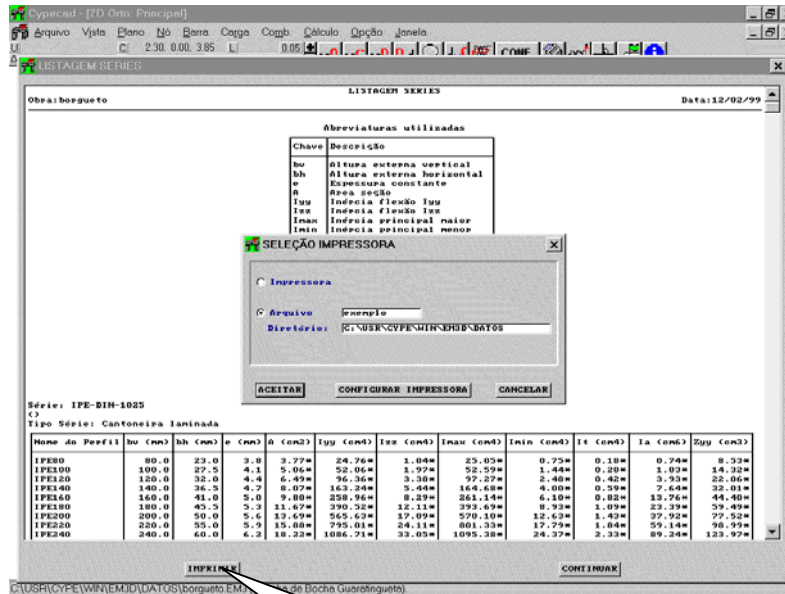 Cypecad - [2D Orto: Principal]
Arquivo Vista Plano Nó Barra Carga Comb. Cálculo Opção Janela
U C| 2.30, 0.00, 3.85 L| 0.05
CONF
LISTAGEM SERIES
LISTAGEM SERIES
Obra:borgueto Data:12/02/99
Abreviaturas utilizadas
Chave Descrição
bv Altura externa vertical
bh Altura externa horizontal
e Espessura constante
A Area seção
Iyy Inércia flexão Iyy
Izz Inércia flexão Izz
Imax Inércia principal maior
Imin Inércia principal menor
SELEÇÃO IMPRESSORA
Impressora
Arquivo exemplo
Diretório: C:\USR\CYPE\WIN\EM3D\DATOS
ACEITAR CONFIGURAR IMPRESSORA CANCELAR
Série: IPE-DIN-1025
()
Tipo Série: Cantoneira laminada
Nome do Perfil bv (mm) bh (mm) e (mm) A (cm2) Iyy (cm4) Izz (cm4) Imax (cm4) Imin (cm4) It (cm4) Ia (cm6) Zyy (cm3)
IPE80 80.0 23.0 3.8 3.77* 24.76* 1.04* 25.05* 0.75* 0.18* 0.74* 8.53*
IPE100 100.0 27.5 4.1 5.06* 52.06* 1.97* 52.59* 1.44* 0.28* 1.83* 14.32*
IPE120 120.0 32.0 4.4 6.49* 96.36* 3.38* 97.27* 2.48* 0.42* 3.93* 22.06*
IPE140 140.0 36.5 4.7 8.07* 163.24* 5.44* 164.68* 4.00* 0.59* 7.64* 32.01*
IPE160 160.0 41.0 5.0 9.80* 258.96* 8.29* 261.14* 6.10* 0.82* 13.76* 44.40*
IPE180 180.0 45.5 5.3 11.67* 390.52* 12.11* 393.69* 8.93* 1.09* 23.39* 59.49*
IPE200 200.0 50.0 5.6 13.69* 565.63* 17.09* 570.10* 12.63* 1.43* 37.92* 77.52*
IPE220 220.0 55.0 5.9 15.88* 795.01* 24.11* 801.33* 17.79* 1.84* 59.14* 98.99*
IPE240 240.0 60.0 6.2 18.22* 1086.71* 33.05* 1095.38* 24.37* 2.33* 89.24* 123.97*
IMPRIMIR CONTINUAR
C:\USR\CYPE\WIN\EM3D\DATOS\borgueto.EM3 de Bocha Guaratingueta)